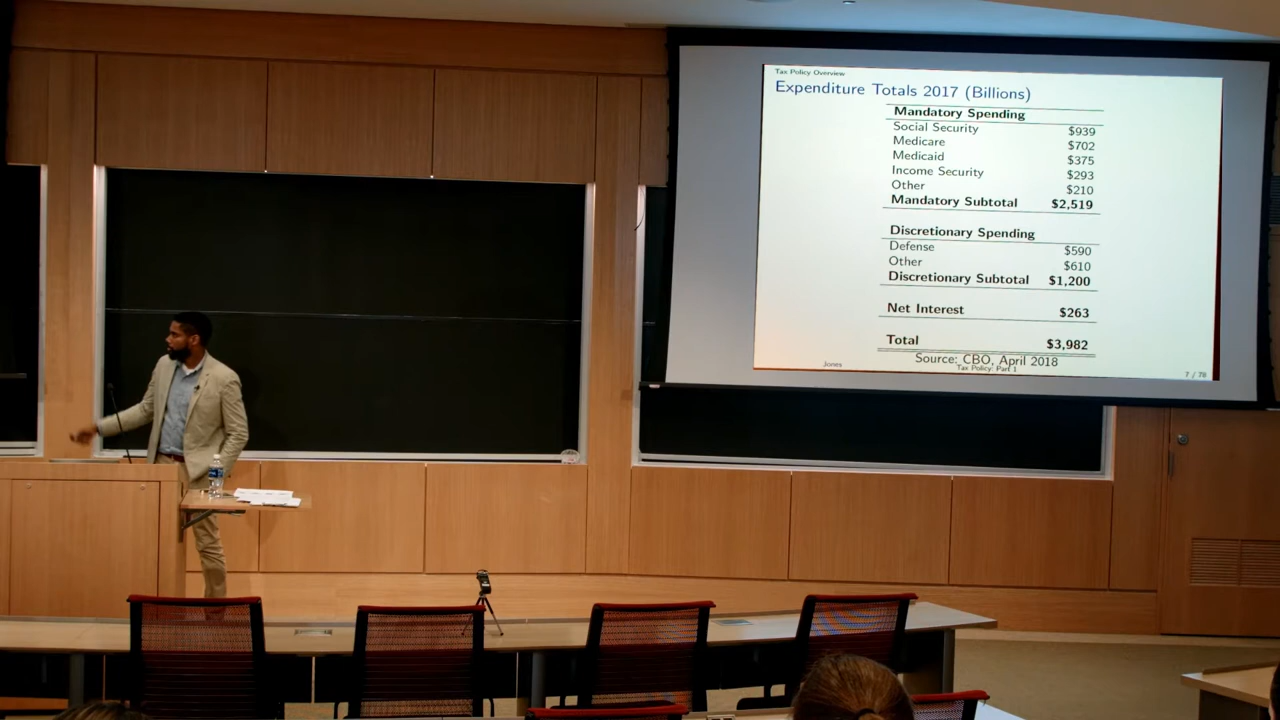 Tax Policy Overview
Expenditure Totals 2017 (Billions)
Mandatory Spending
Social Security $939
Medicare $702
Medicaid $375
Income Security $293
Other $210
Mandatory Subtotal $2,519
Discretionary Spending
Defense $590
Other $610
Discretionary Subtotal $1,200
Net Interest $263
Total $3,982
Source: CBO, April 2018
Jones Tax Policy: Part 1 7 / 78